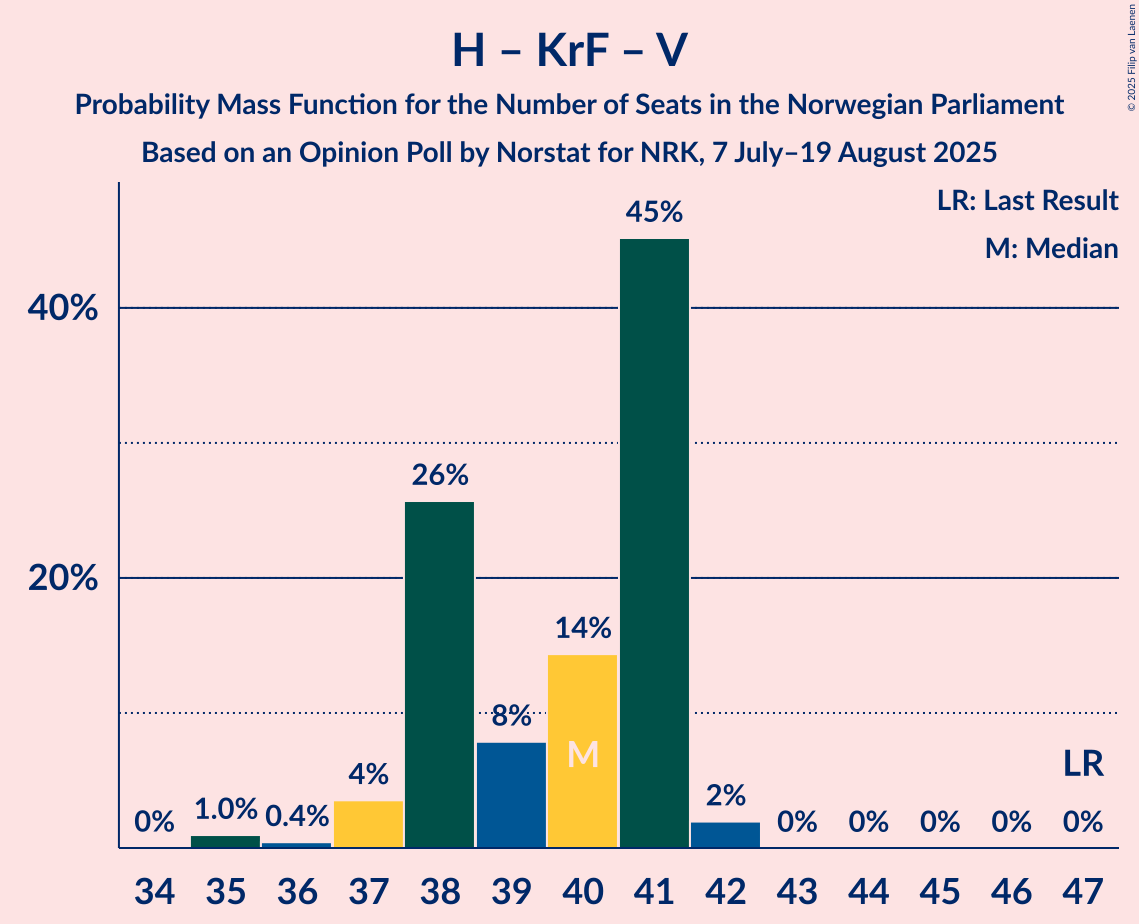 H – KrF – V
Probability Mass Function for the Number of Seats in the Norwegian Parliament
Based on an Opinion Poll by Norstat for NRK, 7 July–19 August 2025
© 2025 Filip van Laenen
LR: Last Result
M: Median
40%
20%
0%
1.0%
0.4%
4%
26%
8%
14%
45%
2%
0%
0%
0%
0%
0%
M
LR
34 35 36 37 38 39 40 41 42 43 44 45 46 47